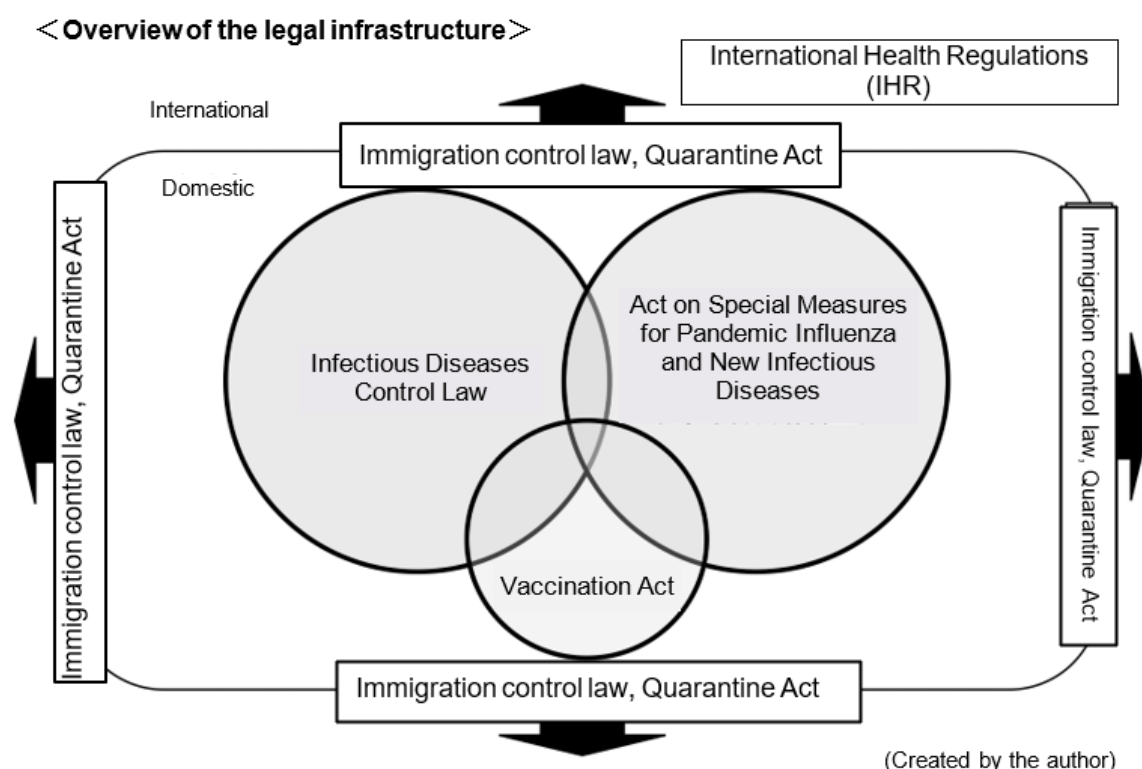 ＜Overview of the legal infrastructure＞
International Health Regulations
(IHR)
International
Immigration control law, Quarantine Act
Domestic
Immigration control law, Quarantine Act
Immigration control law, Quarantine Act
Infectious Diseases
Control Law
Act on Special Measures
for Pandemic Influenza
and New Infectious
Diseases
Vaccination Act
Immigration control law, Quarantine Act
(Created by the author)